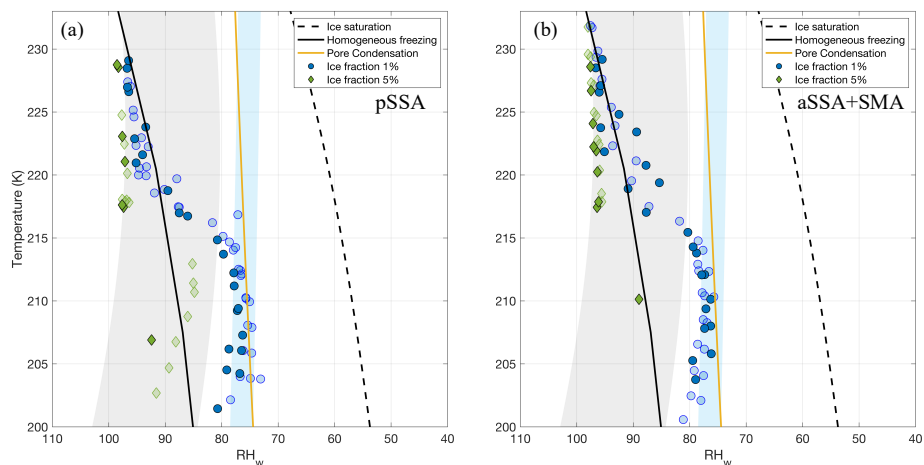 (a)
Ice saturation
Homogeneous freezing
Pore Condensation
Ice fraction 1%
Ice fraction 5%
pSSA
Temperature (K)
230
225
220
215
210
205
200
110 100 90 80 70 60 50 40
RHw
(b)
Ice saturation
Homogeneous freezing
Pore Condensation
Ice fraction 1%
Ice fraction 5%
aSSA+SMA
230
225
220
215
210
205
200
110 100 90 80 70 60 50 40
RHw